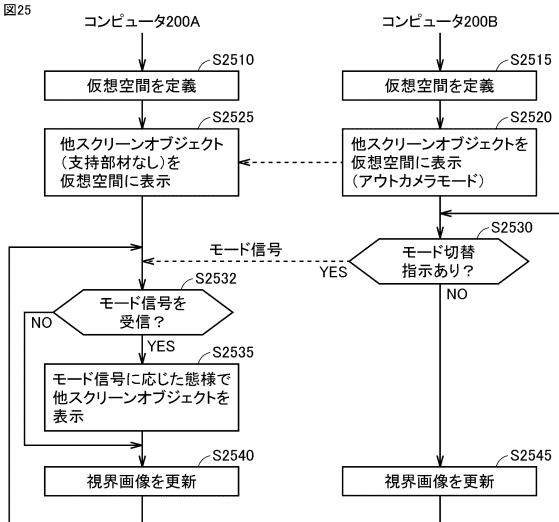 図25
コンピュータ200A
コンピュータ200B
S2510
仮想空間を定義
S2515
仮想空間を定義
S2525
他スクリーンオブジェクト
(支持部材なし)を
仮想空間に表示
S2520
他スクリーンオブジェクトを
仮想空間に表示
(アウトカメラモード)
S2530
モード切替
指示あり?
モード信号
YES
NO
S2532
モード信号を
受信?
NO
YES
S2535
モード信号に応じた態様で
他スクリーンオブジェクトを
表示
S2540
視界画像を更新
S2545
視界画像を更新